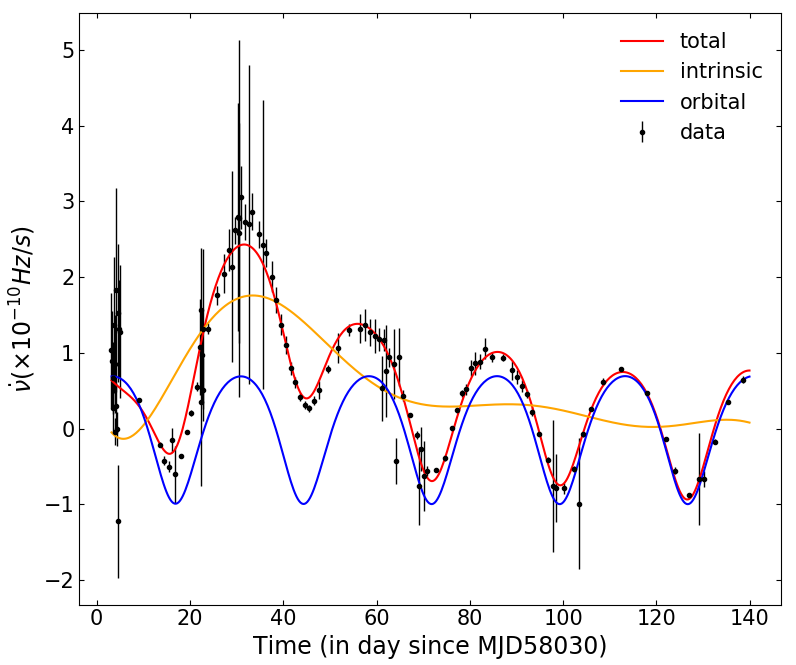 total
intrinsic
orbital
data
5
4
3
2
1
0
−1
−2
ν̇(×10⁻¹⁰Hz/s)
0 20 40 60 80 100 120 140
Time (in day since MJD58030)